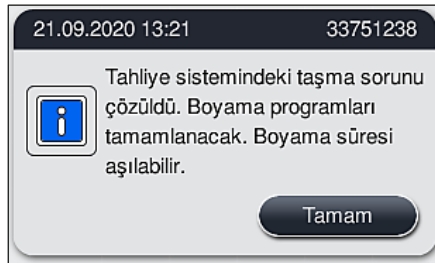 21.09.2020 13:21 33751238
Tahliye sistemindeki taşma sorunu
çözüldü. Boyama programları
tamamlanacak. Boyama süresi
aşılabilir.
Tamam